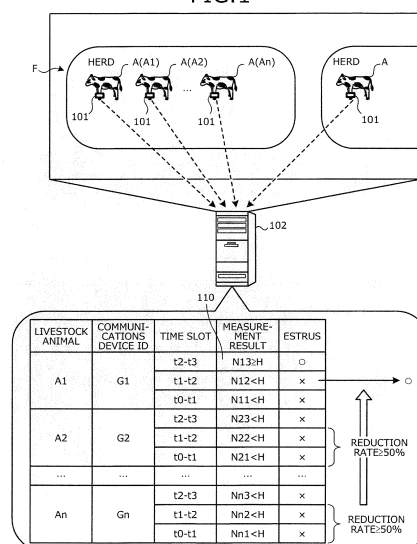 F
HERD A(A1) A(A2) ... A(An)
HERD A
101 101 101 101
102
110
LIVESTOCK ANIMAL COMMUNI-CATIONS DEVICE ID TIME SLOT MEASURE-MENT RESULT ESTRUS
A1 G1
t2-t3 N13≥H ○
t1-t2 N12<H × ○
t0-t1 N11<H ×
A2 G2
t2-t3 N23<H ×
t1-t2 N22<H ×
t0-t1 N21<H ×
REDUCTION RATE≥50%
... ... ... ... ...
An Gn
t2-t3 Nn3<H ×
t1-t2 Nn2<H ×
t0-t1 Nn1<H ×
REDUCTION RATE≥50%